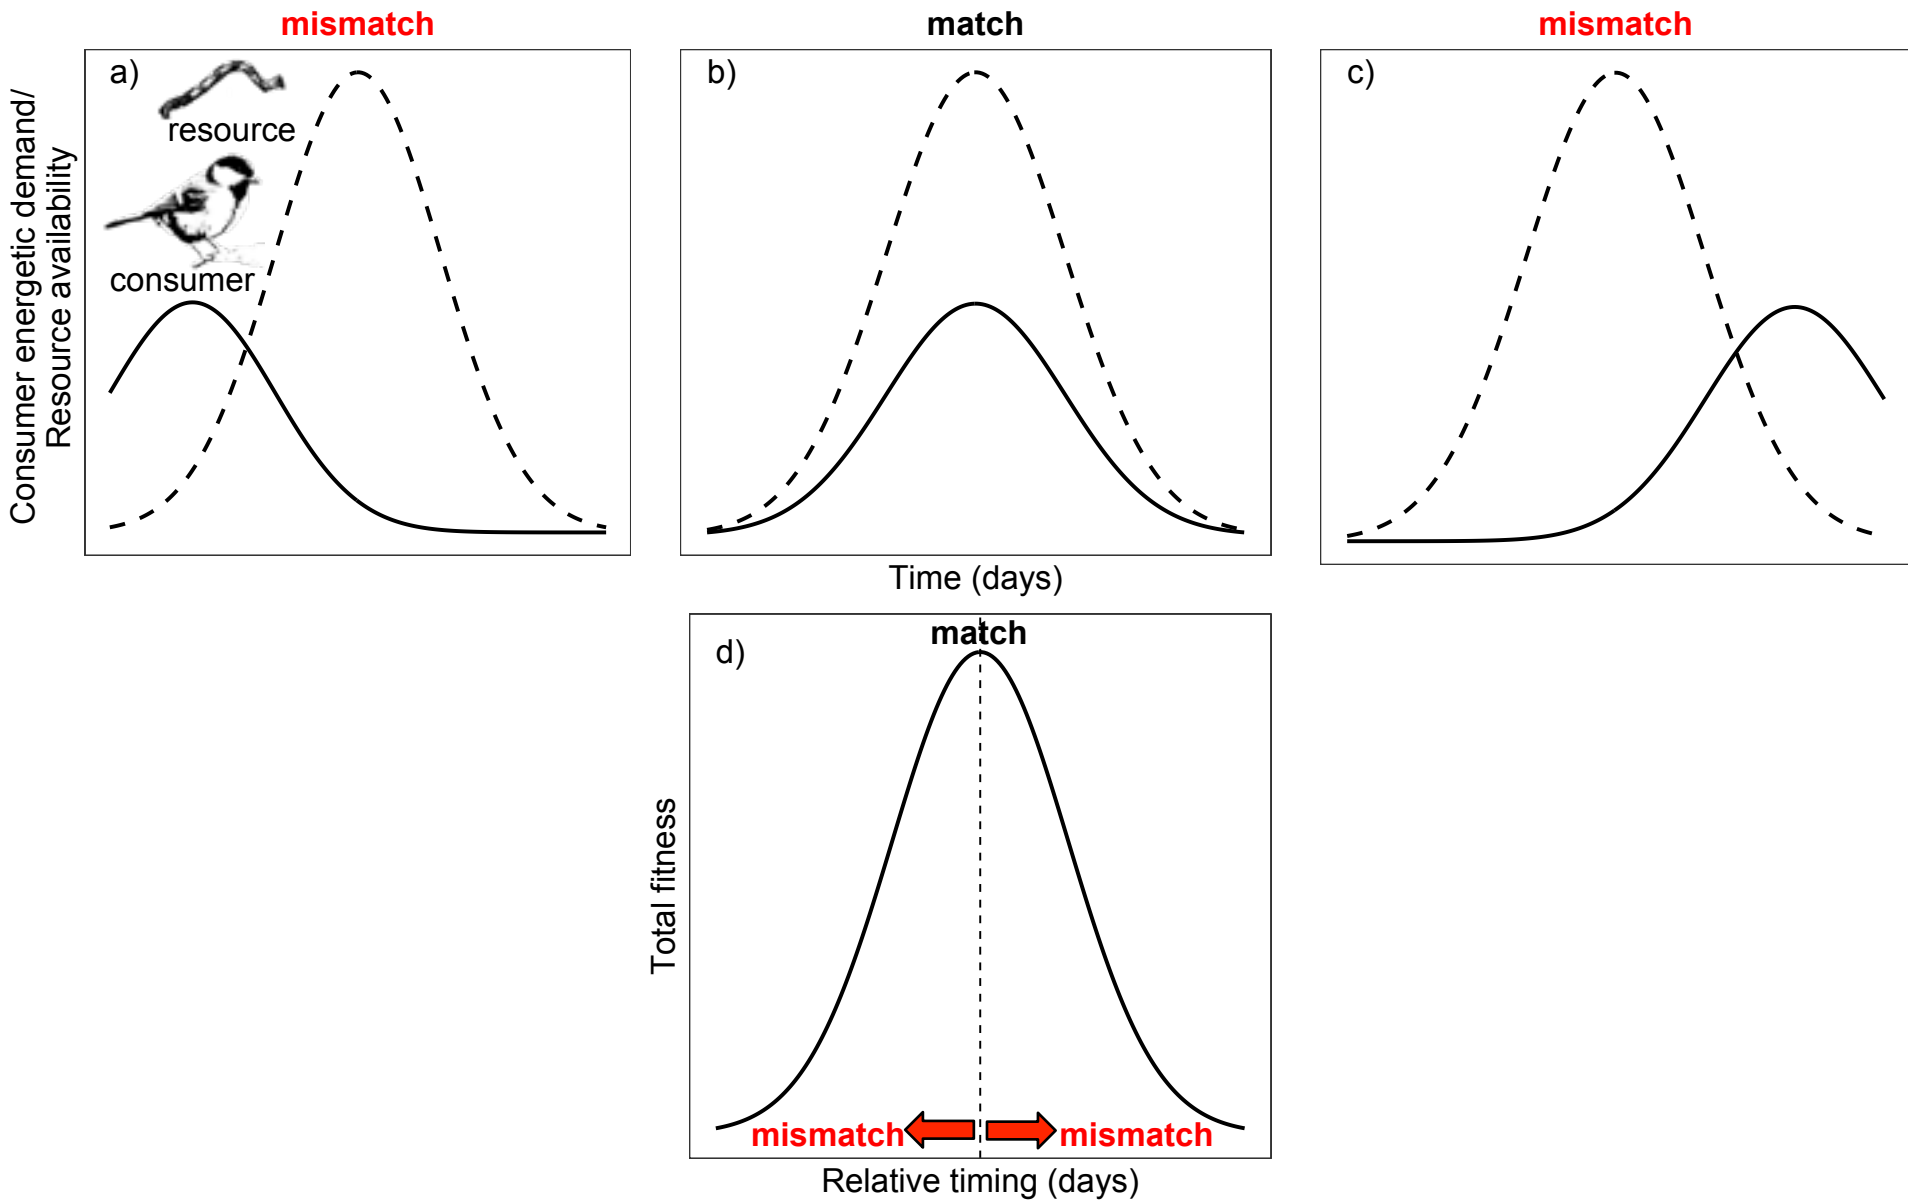 mismatch
match
mismatch
a)
b)
c)
resource
consumer
Consumer energetic demand/
Resource availability
Time (days)
match
d)
Total fitness
mismatch
mismatch
Relative timing (days)